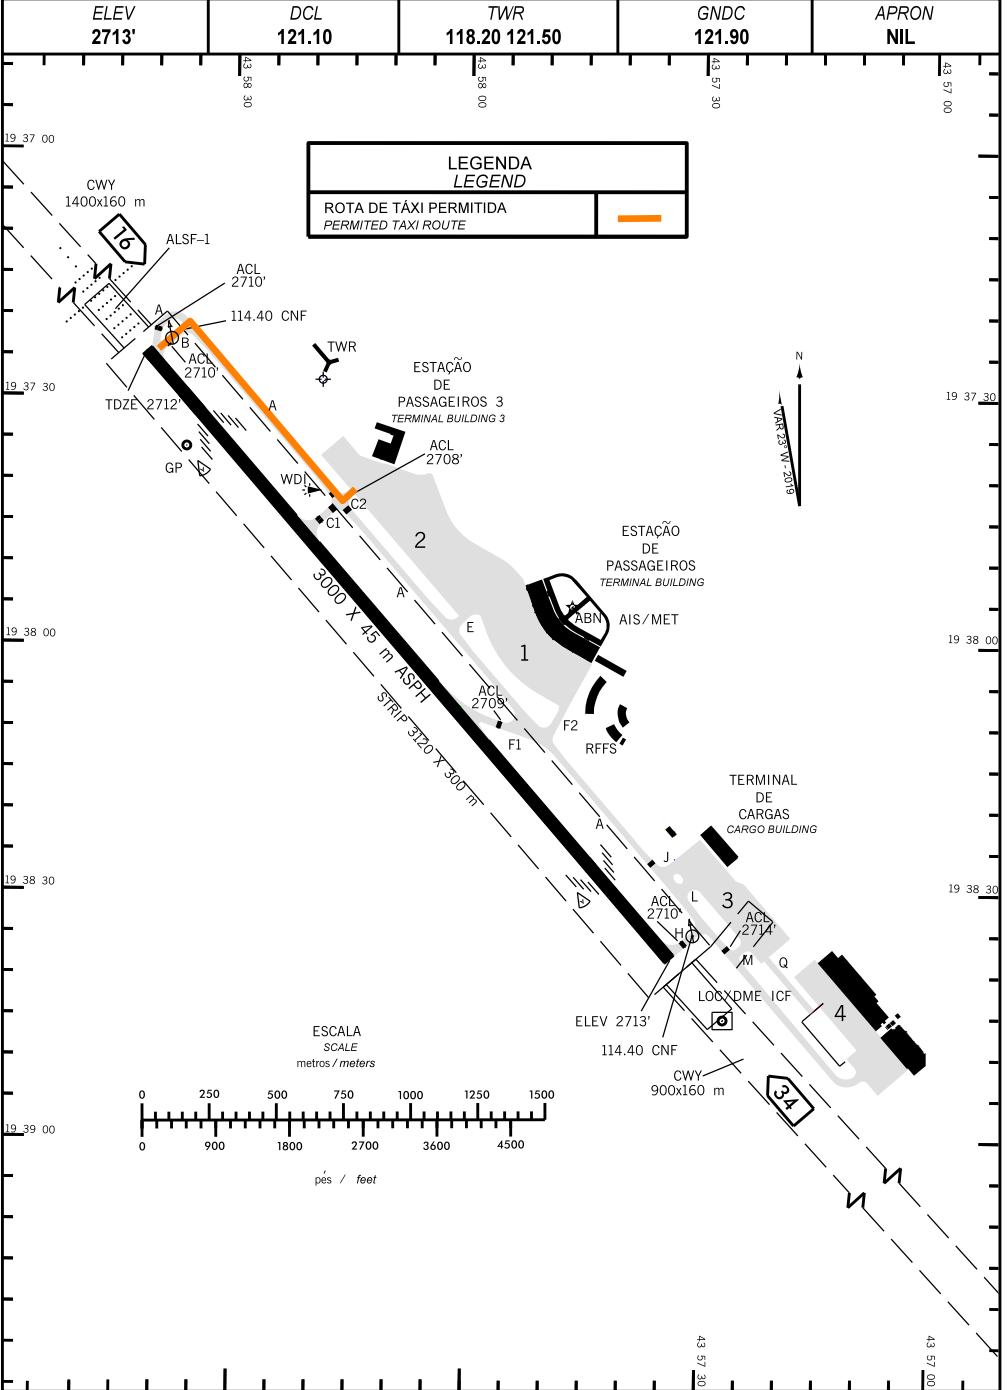 ELEV
2713'
DCL
121.10
TWR
118.20 121.50
GNDC
121.90
APRON
NIL
43 58 30
43 58 00
43 57 30
43 57 00
19 37 00
LEGENDA
LEGEND
ROTA DE TÁXI PERMITIDA
PERMITED TAXI ROUTE
CWY
1400x160 m
16
ALSF-1
ACL
2710'
A
114.40 CNF
B
ACL
2710'
TWR
ESTAÇÃO
DE
PASSAGEIROS 3
TERMINAL BUILDING 3
N
VAR 23° W - 2019
19 37 30
19 37 30
TDZE 2712'
A
GP
ACL
2708'
WDI
C2
C1
2
ESTAÇÃO
DE
PASSAGEIROS
TERMINAL BUILDING
3000 X 45 m ASPH
A
ABN
AIS/MET
E
19 38 00
19 38 00
1
STRIP 3120 X 300 m
ACL
2709'
F1
F2
RFFS
TERMINAL
DE
CARGAS
CARGO BUILDING
A
J
19 38 30
19 38 30
L
3
ACL
2710'
ACL
2714'
H
M
Q
LOC/DME ICF
4
ELEV 2713'
114.40 CNF
ESCALA
SCALE
metros / meters
CWY
900x160 m
34
0 250 500 750 1000 1250 1500
0 900 1800 2700 3600 4500
19 39 00
pés / feet
43 57 30
43 57 00